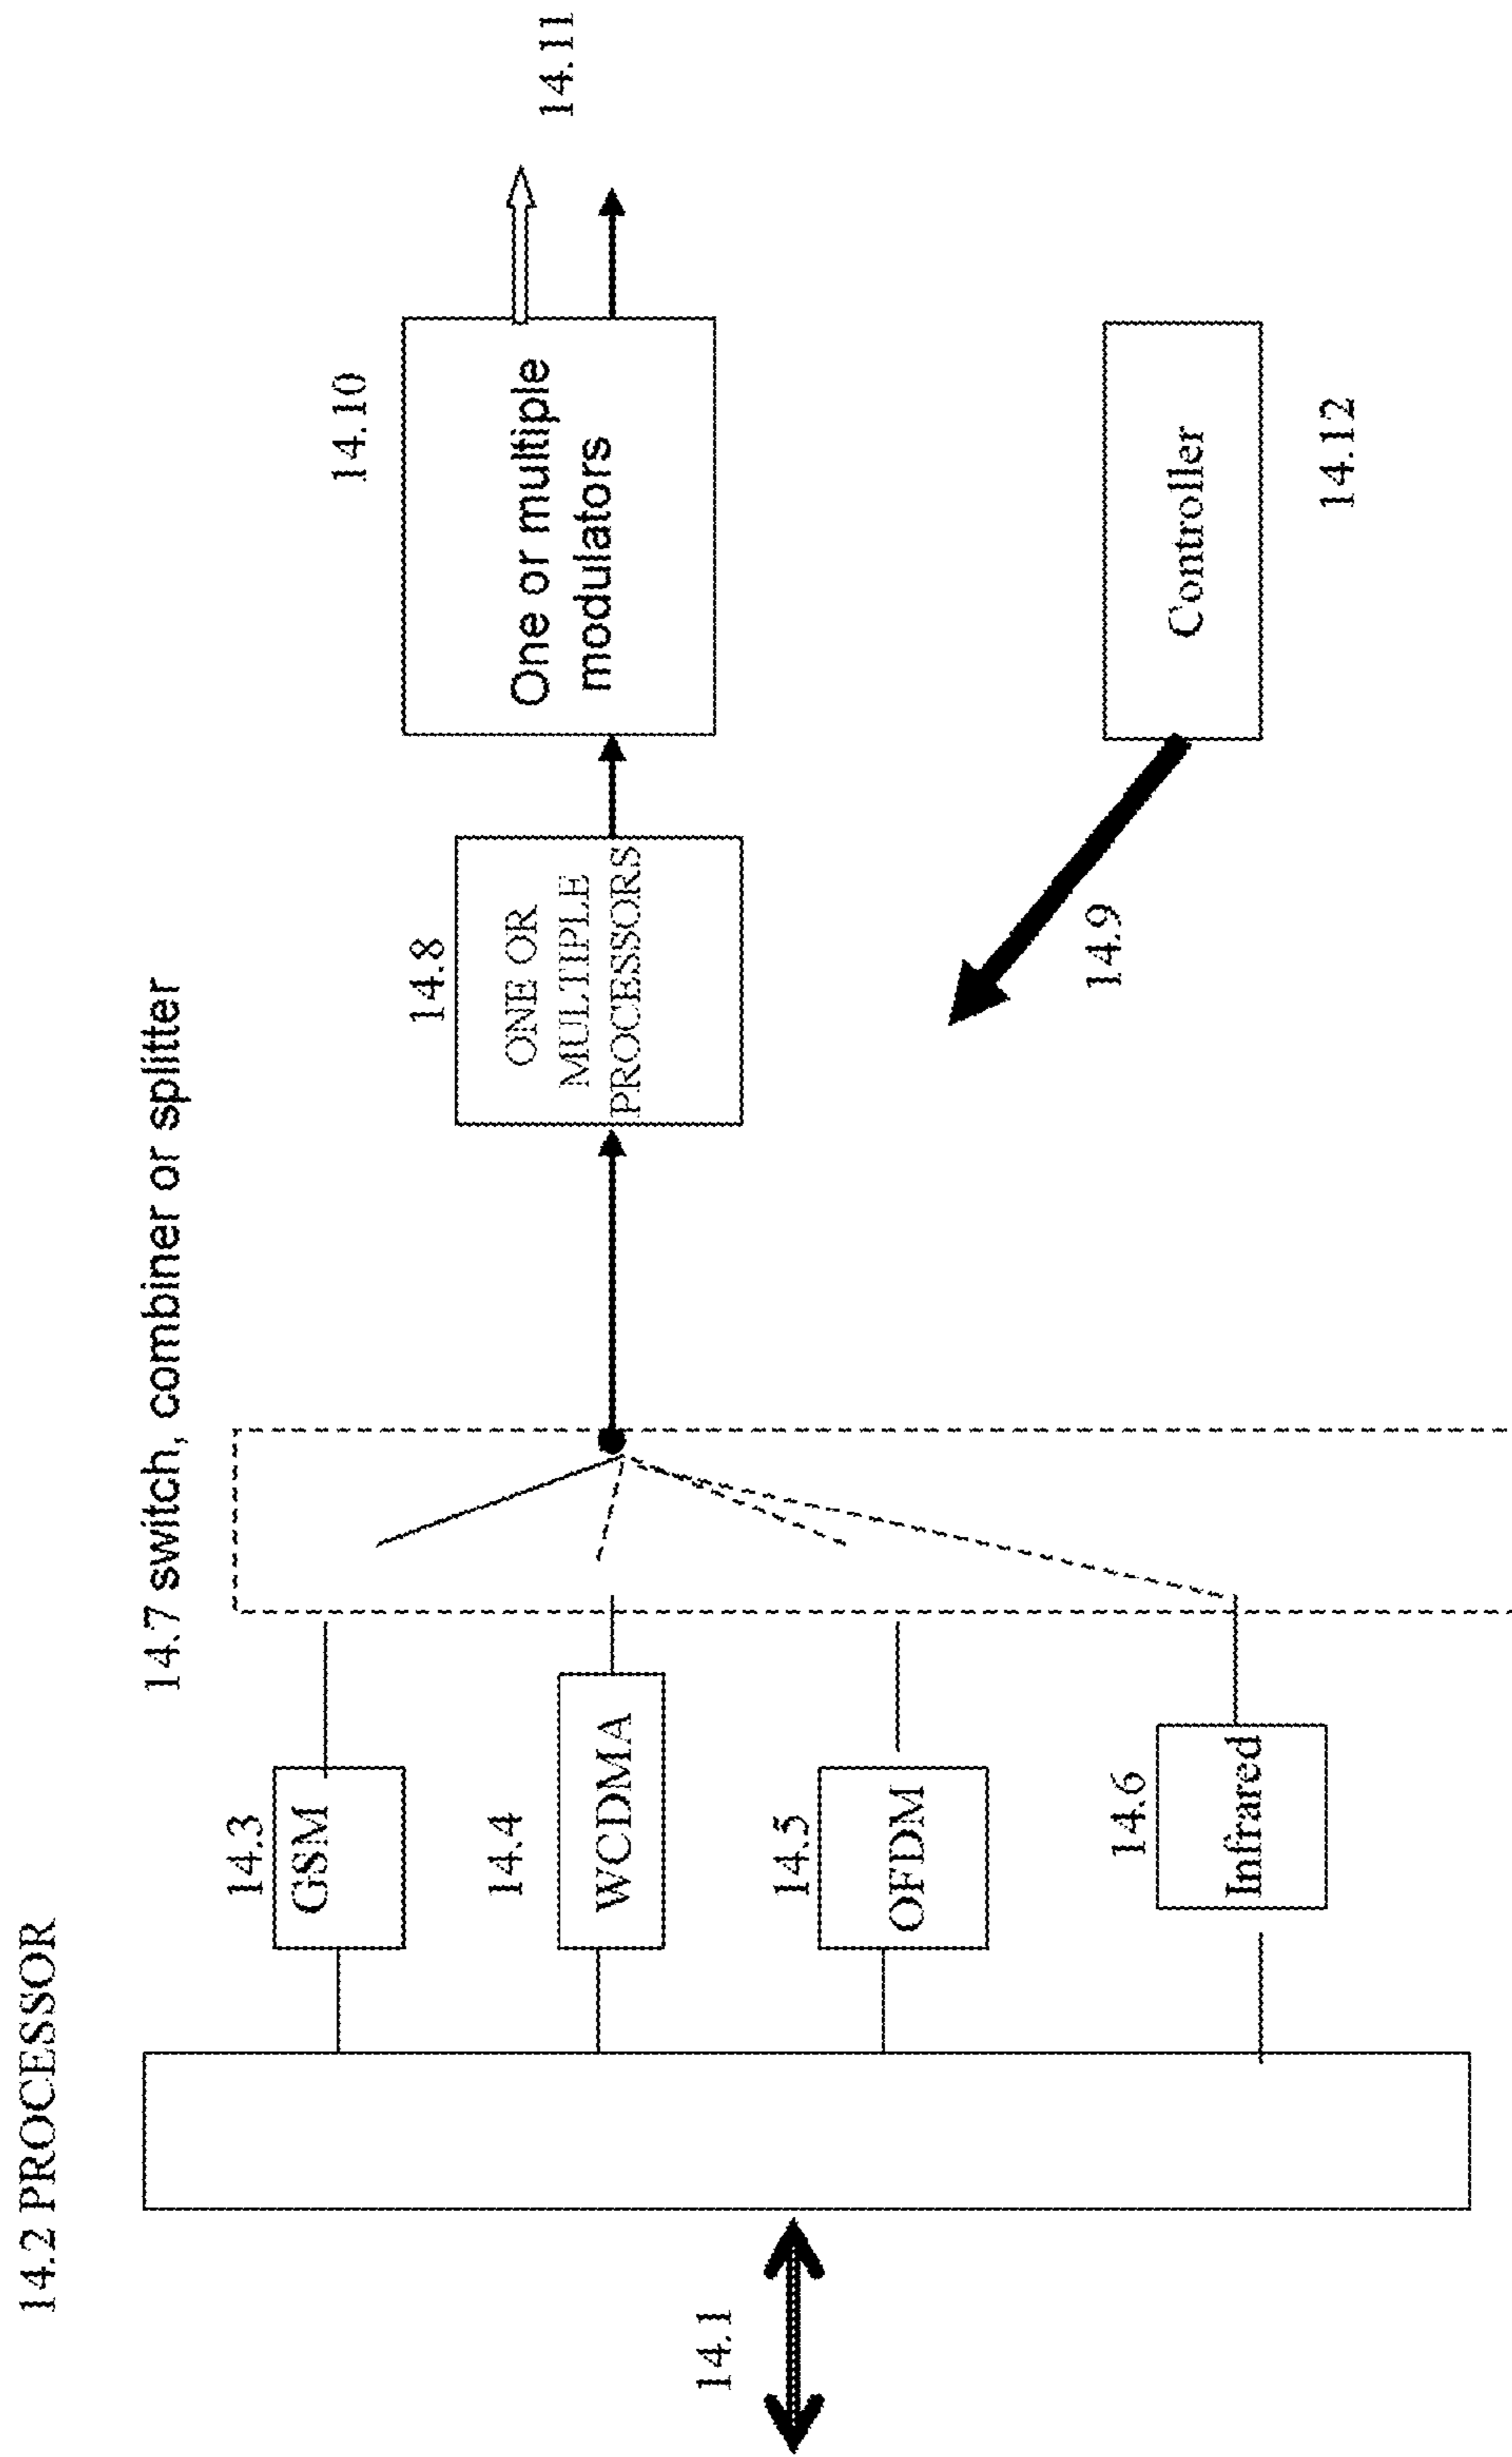 14.2 PROCESSOR
14.7 switch, combiner or splitter
14.1
14.3
GSM
14.4
WCDMA
14.5
OFDM
14.6
Infrared
14.8
ONE OR
MULTIPLE
PROCESSORS
14.10
One or multiple
modulators
14.11
14.9
Controller
14.12